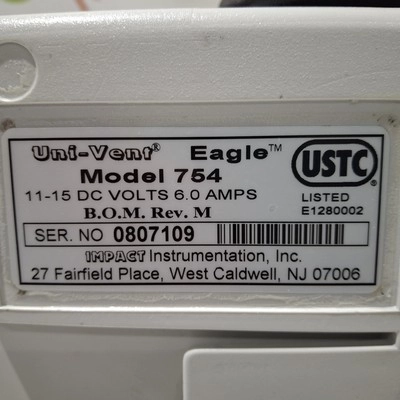 Uni-Vent® Eagle™
Model 754
11-15 DC VOLTS 6.0 AMPS
B.O.M. Rev. M
USTC
LISTED
E1280002
SER. NO 0807109
IMPACT Instrumentation, Inc.
27 Fairfield Place, West Caldwell, NJ 07006